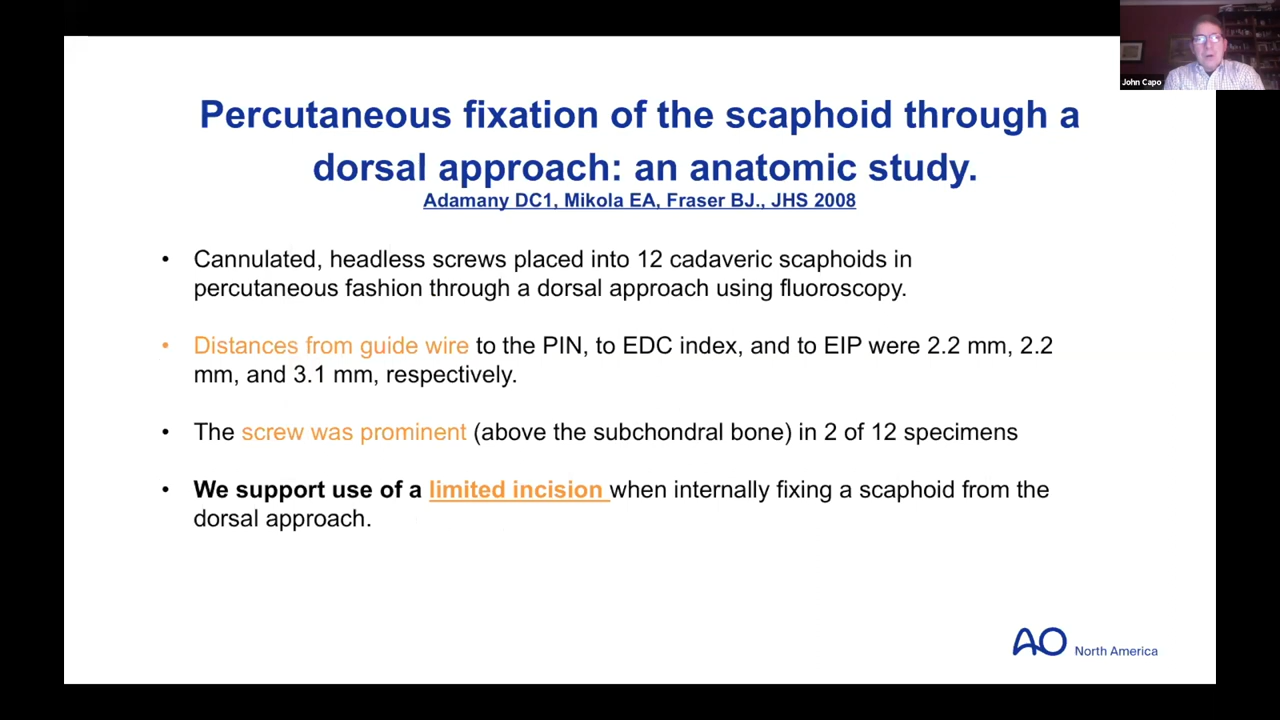 John Capo
Percutaneous fixation of the scaphoid through a
dorsal approach: an anatomic study.
Adamany DC1, Mikola EA, Fraser BJ., JHS 2008
• Cannulated, headless screws placed into 12 cadaveric scaphoids in
percutaneous fashion through a dorsal approach using fluoroscopy.
• Distances from guide wire to the PIN, to EDC index, and to EIP were 2.2 mm, 2.2
mm, and 3.1 mm, respectively.
• The screw was prominent (above the subchondral bone) in 2 of 12 specimens
• We support use of a limited incision when internally fixing a scaphoid from the
dorsal approach.
AO North America